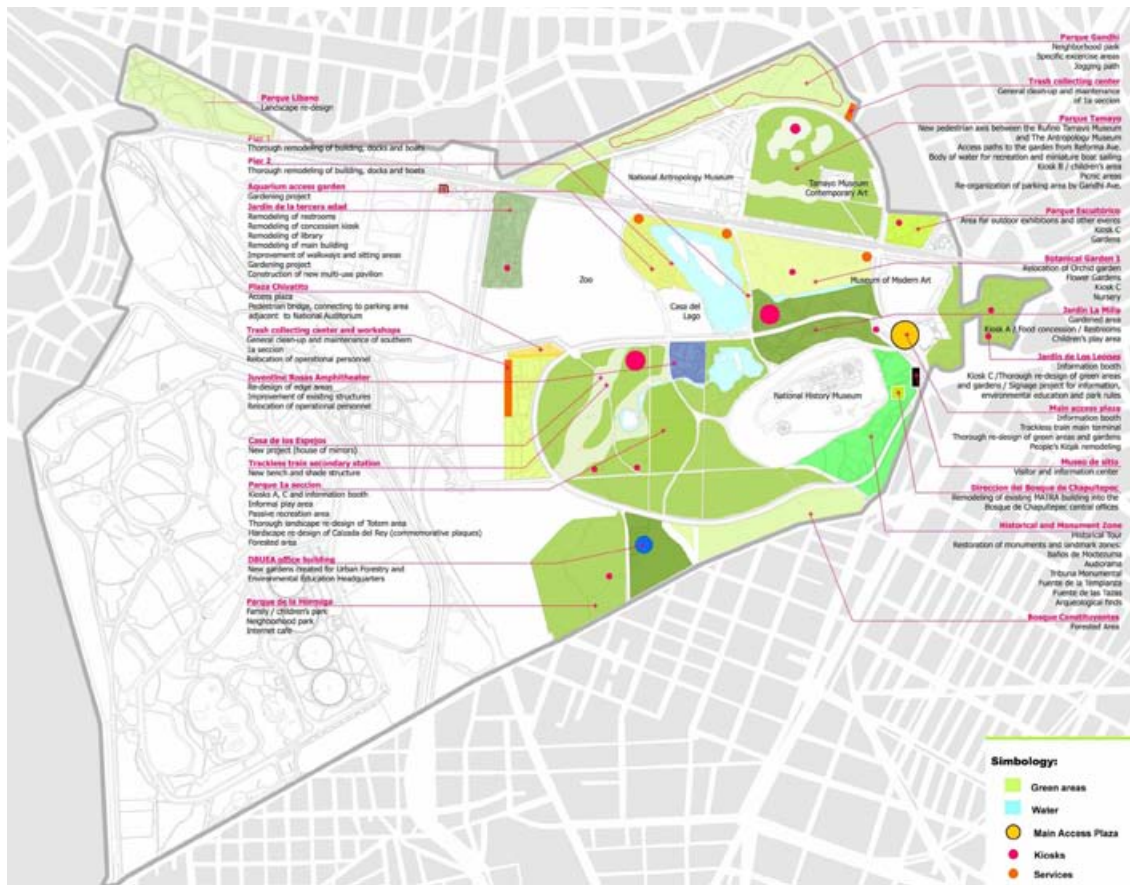 Parque Libano
Landscape re-design
Pier 1
Thorough remodeling of building, docks and boats
Pier 2
Thorough remodeling of building, docks and boats
Aquarium access garden
Gardening project
Jardin de la tercera edad
Remodeling of restrooms
Remodeling of concession kiosk
Remodeling of library
Remodeling of main building
Improvement of walkways and sitting areas
Gardening project
Construction of new multi-use pavilion
Plaza Chivatito
Access plaza
Pedestrian bridge, connecting to parking area
adjacent to National Auditorium
Trash collecting center and workshops
General clean-up and maintenance of southern
1a seccion
Relocation of operational personnel
Juventino Rosas Amphitheater
Re-design of edge areas
Improvement of existing structures
Relocation of operational personnel
Casa de los Espejos
New project (house of mirrors)
Trackless train secondary station
New bench and shade structure
Parque 1a seccion
Kiosks A, C and information booth
Informal play area
Passive recreation area
Thorough landscape re-design of Totem area
Hardscape re-design of Calzada del Rey (commemorative plaques)
Forested area
DBUEA office building
New gardens created for Urban Forestry and
Environmental Education Headquarters
Parque de la Hormiga
Family / children's park
Neighborhood park
Internet cafe
National Antropology Museum
Tamayo Museum
Contemporary Art
Zoo
Casa del
Lago
Museum of Modern Art
National History Museum
Parque Gandhi
Neighborhood park
Specific excercise areas
Jogging path
Trash collecting center
General clean-up and maintenance
of 1a seccion
Parque Tamayo
New pedestrian axis between the Rufino Tamayo Museum
and The Antropology Museum
Access paths to the garden from Reforma Ave.
Body of water for recreation and miniature boat sailing
Kiosk B / children's area
Picnic areas
Re-organization of parking area by Gandhi Ave.
Parque Escultórico
Area for outdoor exhibitions and other events
Kiosk C
Gardens
Botanical Garden 1
Relocation of Orchid garden
Flower Gardens
Kiosk C
Nursery
Jardin La Milla
Gardened area
Kiosk A / Food concession / Restrooms
Children's play area
Jardin de Los Leones
Information booth
Kiosk C /Thorough re-design of green areas
and gardens / Signage project for information,
environmental education and park rules
Main access plaza
Information booth
Trackless train main terminal
Thorough re-design of green areas and gardens
People's Kiosk remodeling
Museo de sitio
Visitor and information center
Direccion del Bosque de Chapultepec
Remodeling of existing MATRA building into the
Bosque de Chapultepec central offices
Historical and Monument Zone
Historical Tour
Restoration of monuments and landmark zones:
Baños de Moctezuma
Audiorama
Tribuna Monumental
Fuente de la Templanza
Fuente de las Tazas
Arqueological finds
Bosque Constituyentes
Forested Area
Simbology:
Green areas
Water
Main Access Plaza
Kiosks
Services